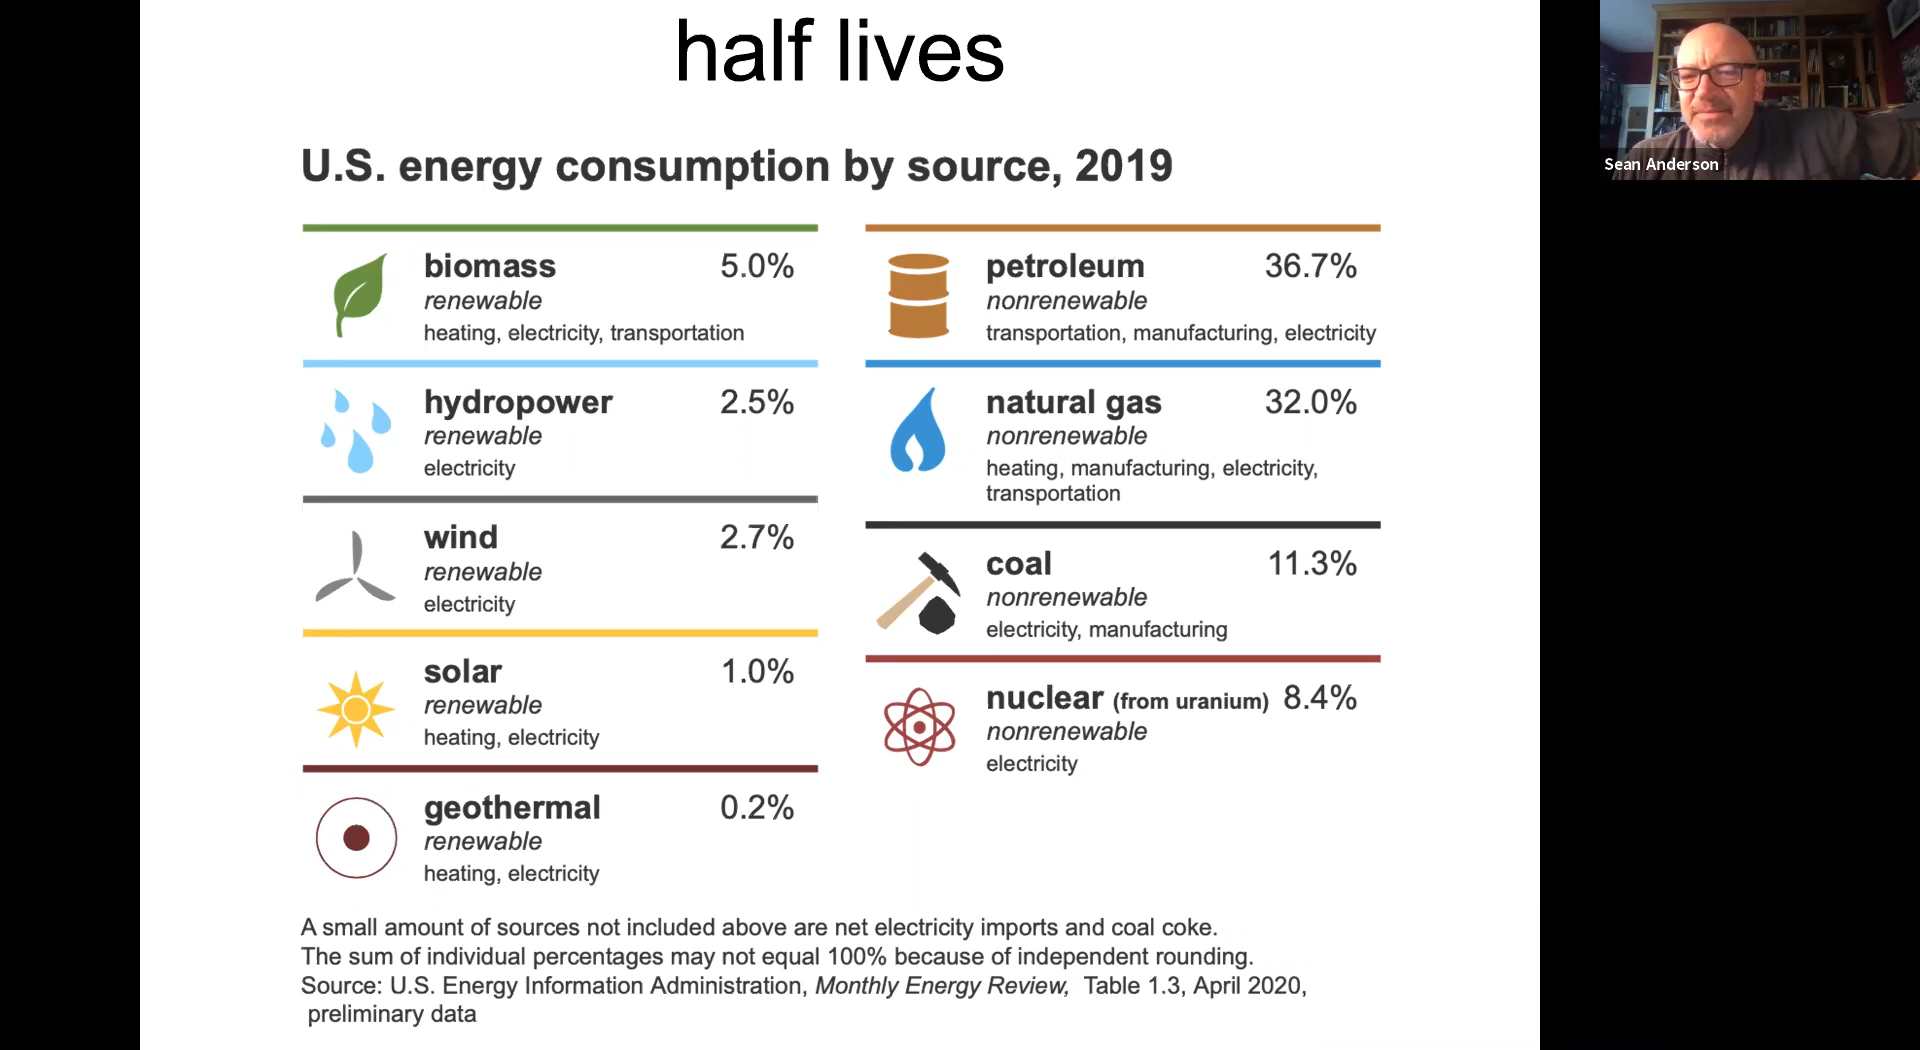 half lives
Sean Anderson
U.S. energy consumption by source, 2019
biomass 5.0%
renewable
heating, electricity, transportation
hydropower 2.5%
renewable
electricity
wind 2.7%
renewable
electricity
solar 1.0%
renewable
heating, electricity
geothermal 0.2%
renewable
heating, electricity
petroleum 36.7%
nonrenewable
transportation, manufacturing, electricity
natural gas 32.0%
nonrenewable
heating, manufacturing, electricity,
transportation
coal 11.3%
nonrenewable
electricity, manufacturing
nuclear (from uranium) 8.4%
nonrenewable
electricity
A small amount of sources not included above are net electricity imports and coal coke.
The sum of individual percentages may not equal 100% because of independent rounding.
Source: U.S. Energy Information Administration, Monthly Energy Review, Table 1.3, April 2020,
preliminary data